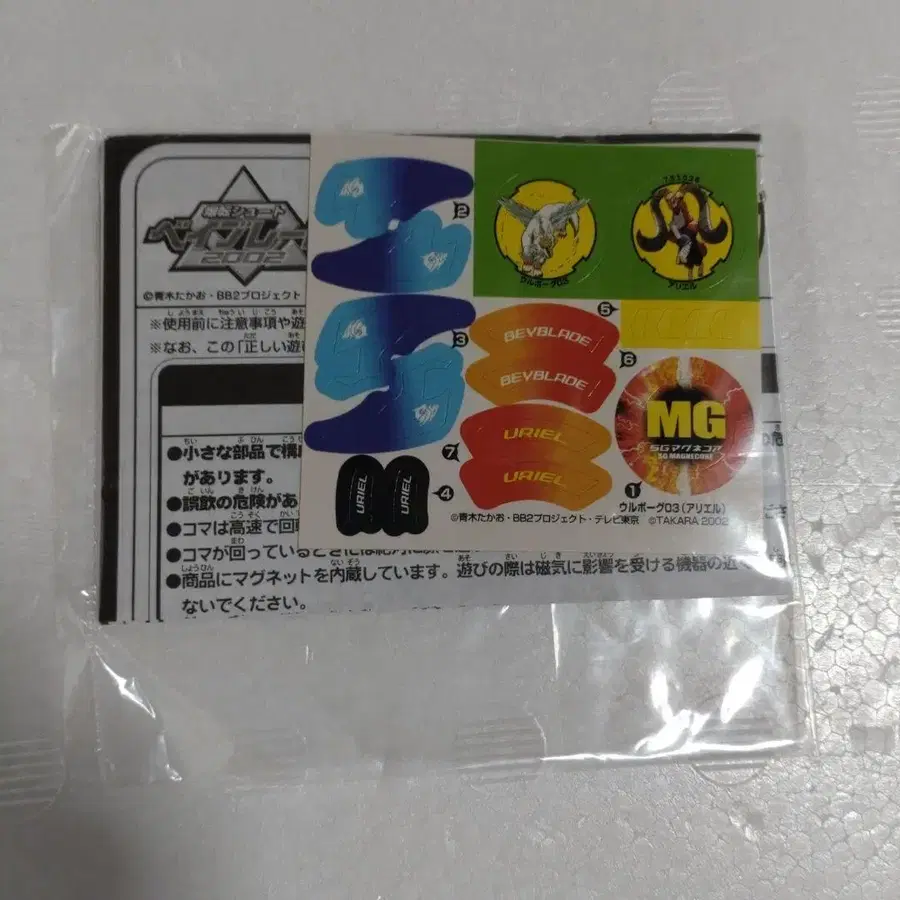 爆転シュート
ベイブレード
2002
©青木たかお・BB2プロジェクト
※使用前に注意事項や遊
※なお、この「正しい遊
●小さな部品で構
があります。
●誤飲の危険があ
●コマは高速で回
●コマが回っているときには絶対に
●商品にマグネットを内蔵しています。遊びの際は磁気に影響を受ける機器の近く
ないでください。
2
3
ウルボーグ03
アリエル
5
BEYBLADE
BEYBLADE
6
URIEL
URIEL
7
URIEL
URIEL
4
MG
SGマグネコア
SG MAGNECORE
1
ウルボーグ03(アリエル)
©青木たかお・BB2プロジェクト・テレビ東京 ©TAKARA 2002